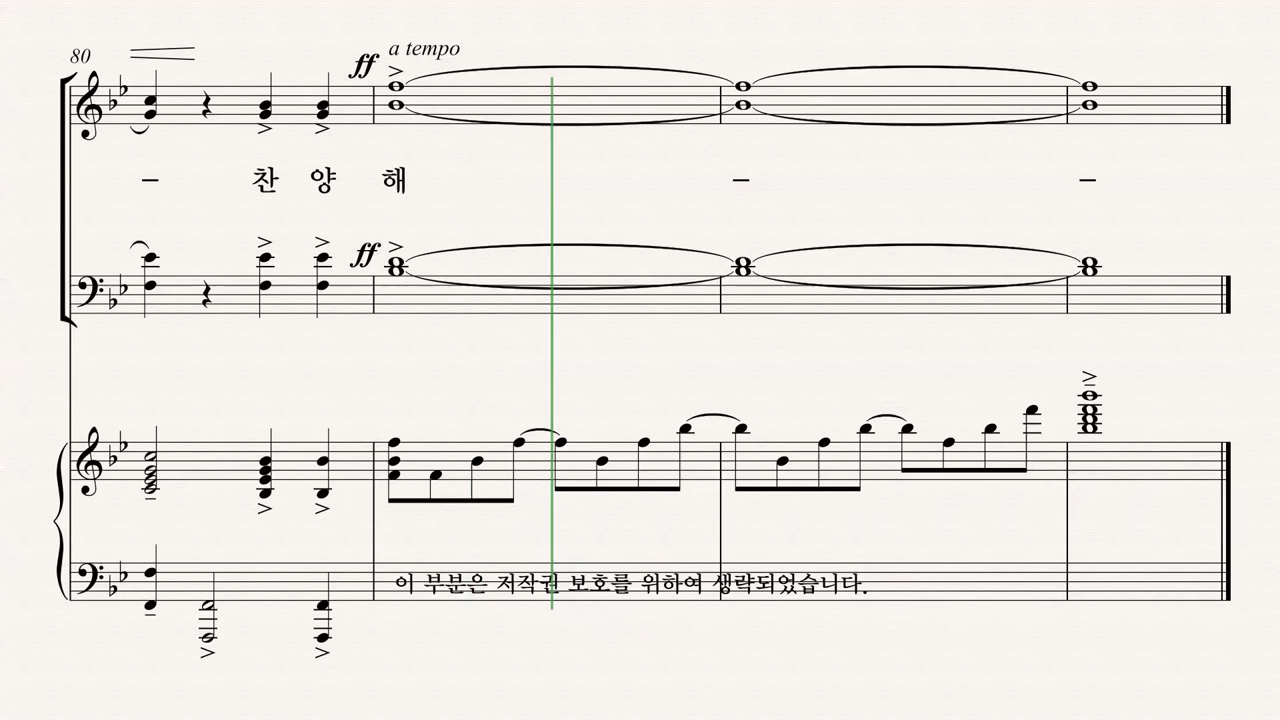 80
ff a tempo
– 찬 양 해 – –
ff
이 부분은 저작권 보호를 위하여 생략되었습니다.